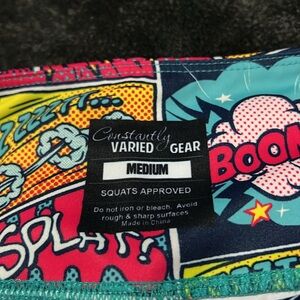 ZZZZTT...
Constantly
VARIED GEAR
MEDIUM
SQUATS APPROVED
BOOM
Do not iron or bleach. Avoid
rough & sharp surfaces
Made in China
SPLAT!